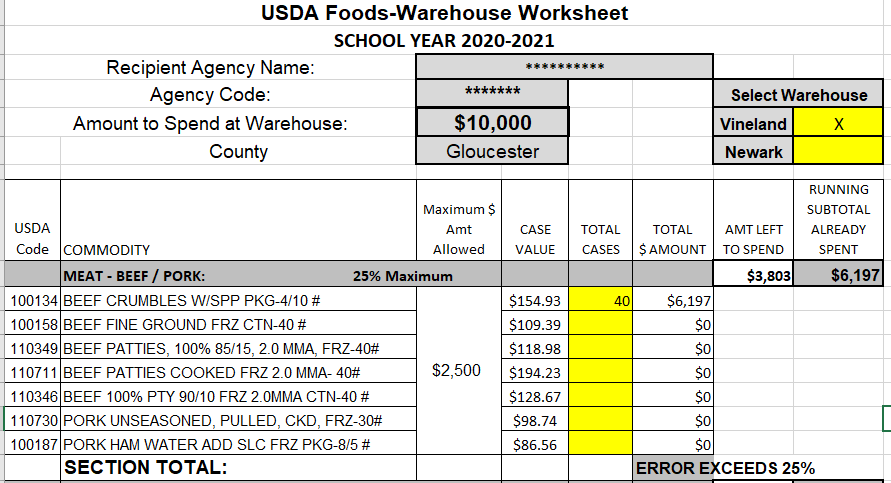 USDA Foods-Warehouse Worksheet
SCHOOL YEAR 2020-2021
Recipient Agency Name: **********
Agency Code: ******* Select Warehouse
Amount to Spend at Warehouse: $10,000 Vineland X
County Gloucester Newark
USDA Code COMMODITY Maximum $ Amt Allowed CASE VALUE TOTAL CASES TOTAL $ AMOUNT AMT LEFT TO SPEND RUNNING SUBTOTAL ALREADY SPENT
MEAT - BEEF / PORK: 25% Maximum $3,803 $6,197
100134 BEEF CRUMBLES W/SPP PKG-4/10 # $154.93 40 $6,197
100158 BEEF FINE GROUND FRZ CTN-40 # $109.39 $0
110349 BEEF PATTIES, 100% 85/15, 2.0 MMA, FRZ-40# $118.98 $0
110711 BEEF PATTIES COOKED FRZ 2.0 MMA- 40# $2,500 $194.23 $0
110346 BEEF 100% PTY 90/10 FRZ 2.0MMA CTN-40 # $128.67 $0
110730 PORK UNSEASONED, PULLED, CKD, FRZ-30# $98.74 $0
100187 PORK HAM WATER ADD SLC FRZ PKG-8/5 # $86.56 $0
SECTION TOTAL: ERROR EXCEEDS 25%